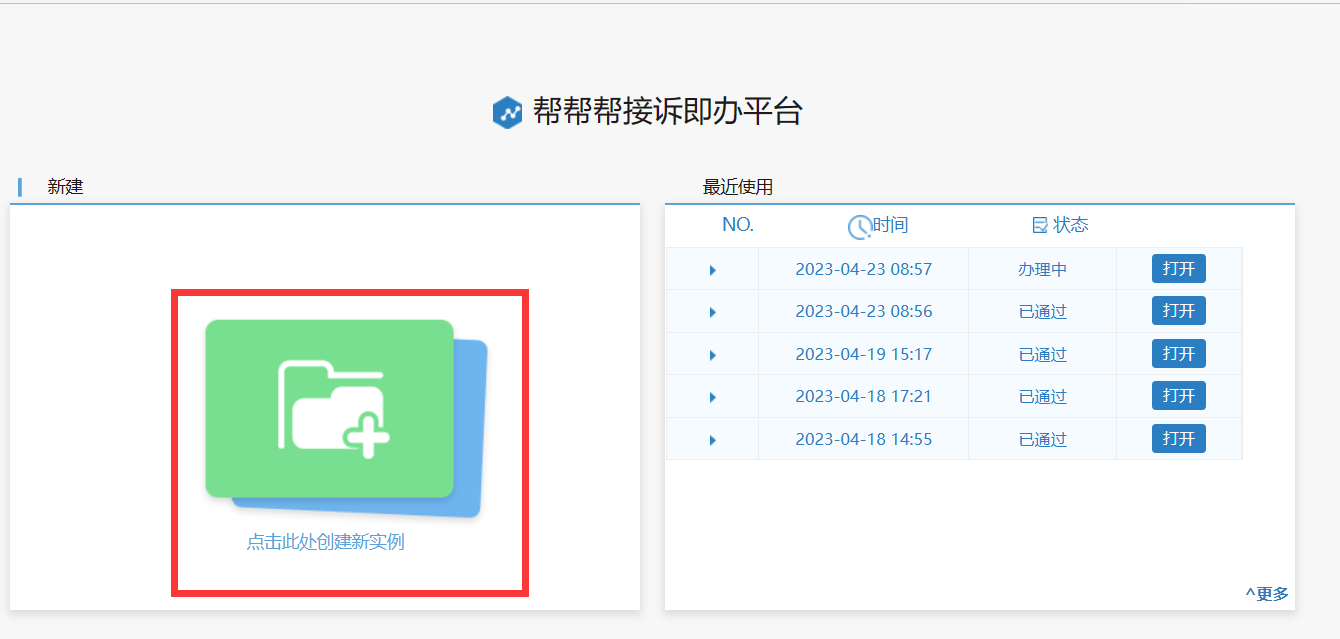 帮帮帮接诉即办平台
新建
点击此处创建新实例
最近使用
NO. 时间 状态
2023-04-23 08:57 办理中 打开
2023-04-23 08:56 已通过 打开
2023-04-19 15:17 已通过 打开
2023-04-18 17:21 已通过 打开
2023-04-18 14:55 已通过 打开
^更多